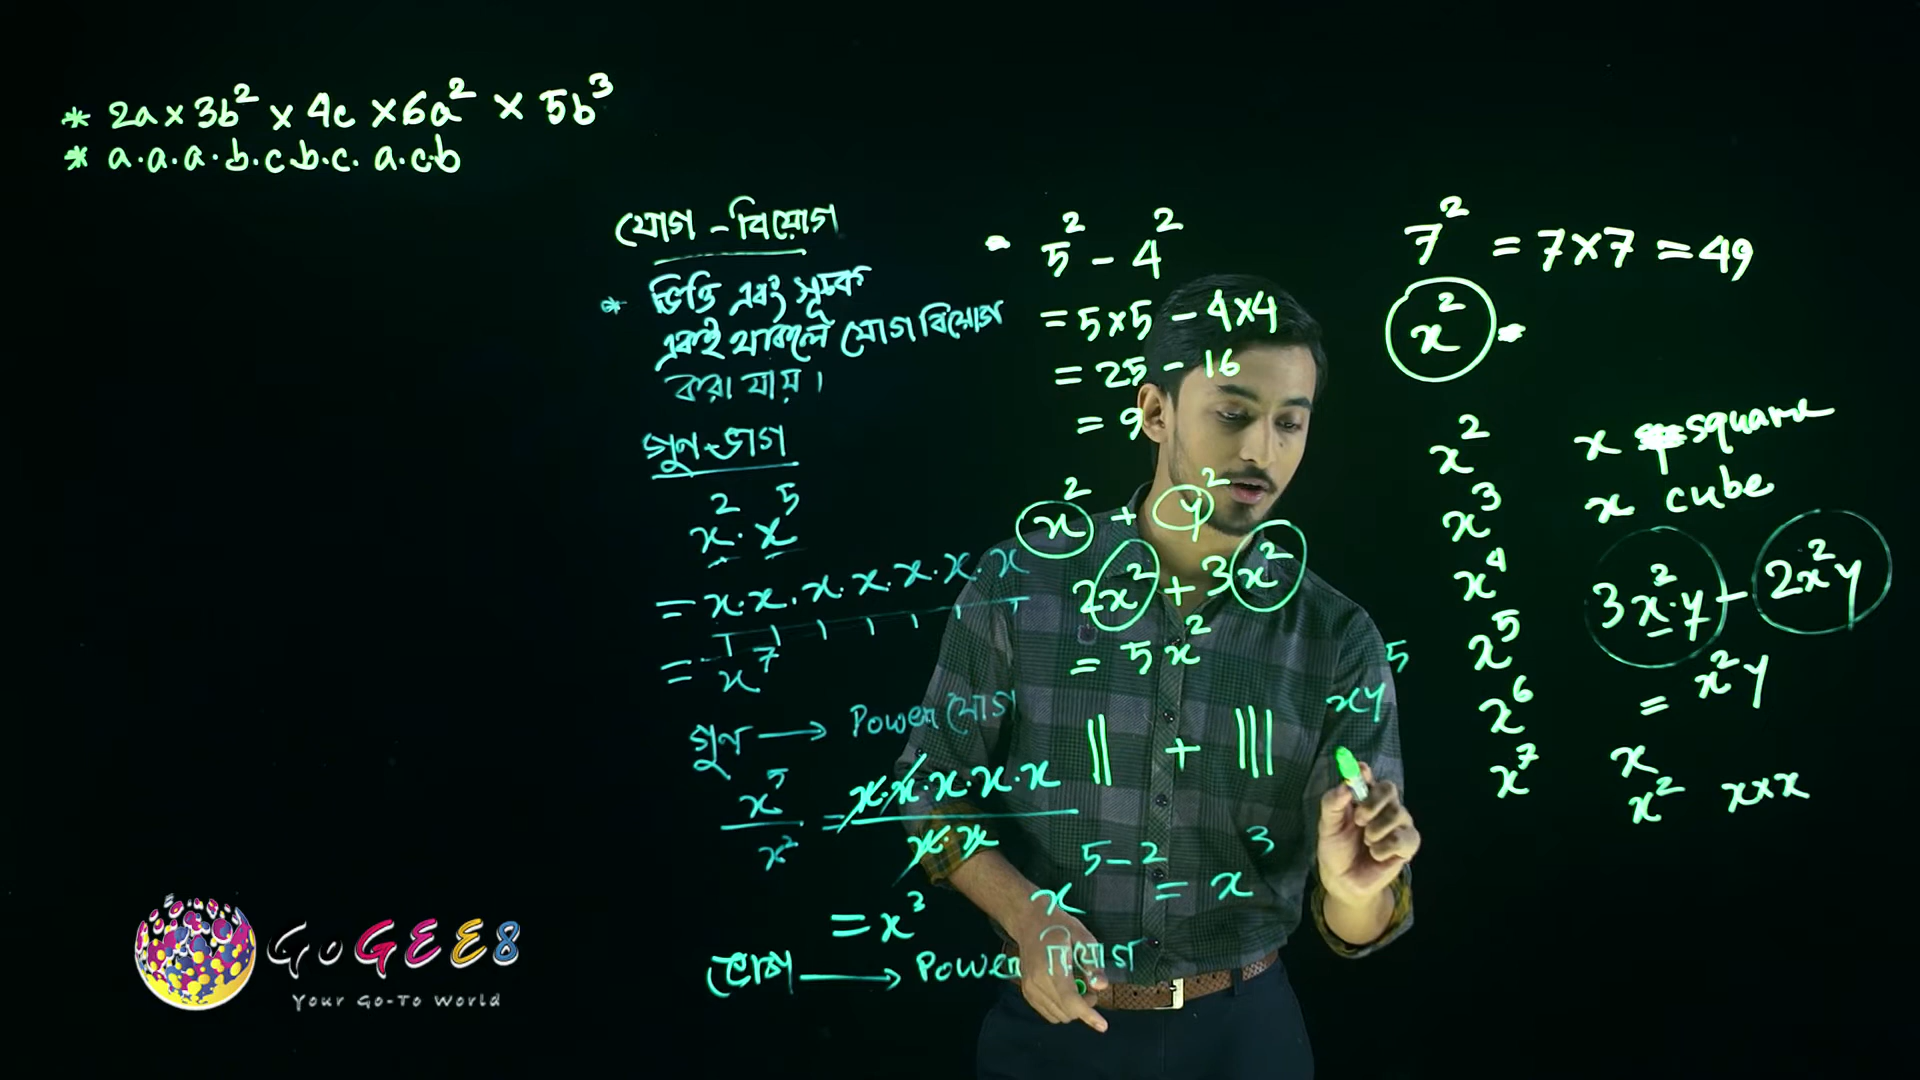 * 2a × 3b² × 4c × 6a² × 5b³
* a.a.a.b.c.b.c. a.c.b
যোগ - বিয়োগ
* ভিত্তি এবং সূচক
একই থাকলে যোগ বিয়োগ
করা যায়।
গুন-ভাগ
x². x⁵
= x.x.x.x.x.x.x
= x⁷
গুন → Power যোগ
x⁵/x² = x.x.x.x.x/x.x
= x³
ভাগ → Power বিয়োগ
5² - 4²
= 5×5 - 4×4
= 25 - 16
= 9
x² + y²
2x² + 3x²
= 5x²
|| + |||
xy⁵
x⁵⁻² = x³
7² = 7×7 = 49
x²
x² x square
x³ x cube
x⁴
x⁵
x⁶
x⁷
3x².y - 2x²y
= x²y
x
x² x×x
GoGEE8
Your Go-To World